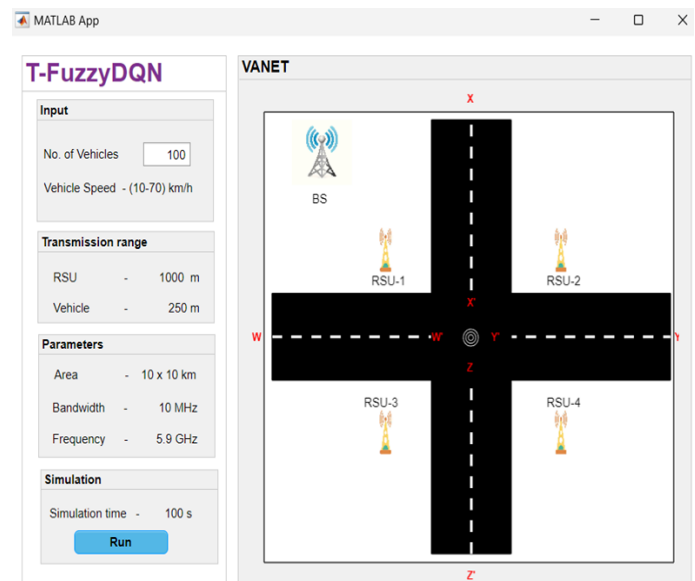 MATLAB App
T-FuzzyDQN
Input
No. of Vehicles 100
Vehicle Speed - (10-70) km/h
Transmission range
RSU - 1000 m
Vehicle - 250 m
Parameters
Area - 10 x 10 km
Bandwidth - 10 MHz
Frequency - 5.9 GHz
Simulation
Simulation time - 100 s
Run
VANET
X
BS
RSU-1 RSU-2
X'
W W' Y' Y
Z
RSU-3 RSU-4
Z'